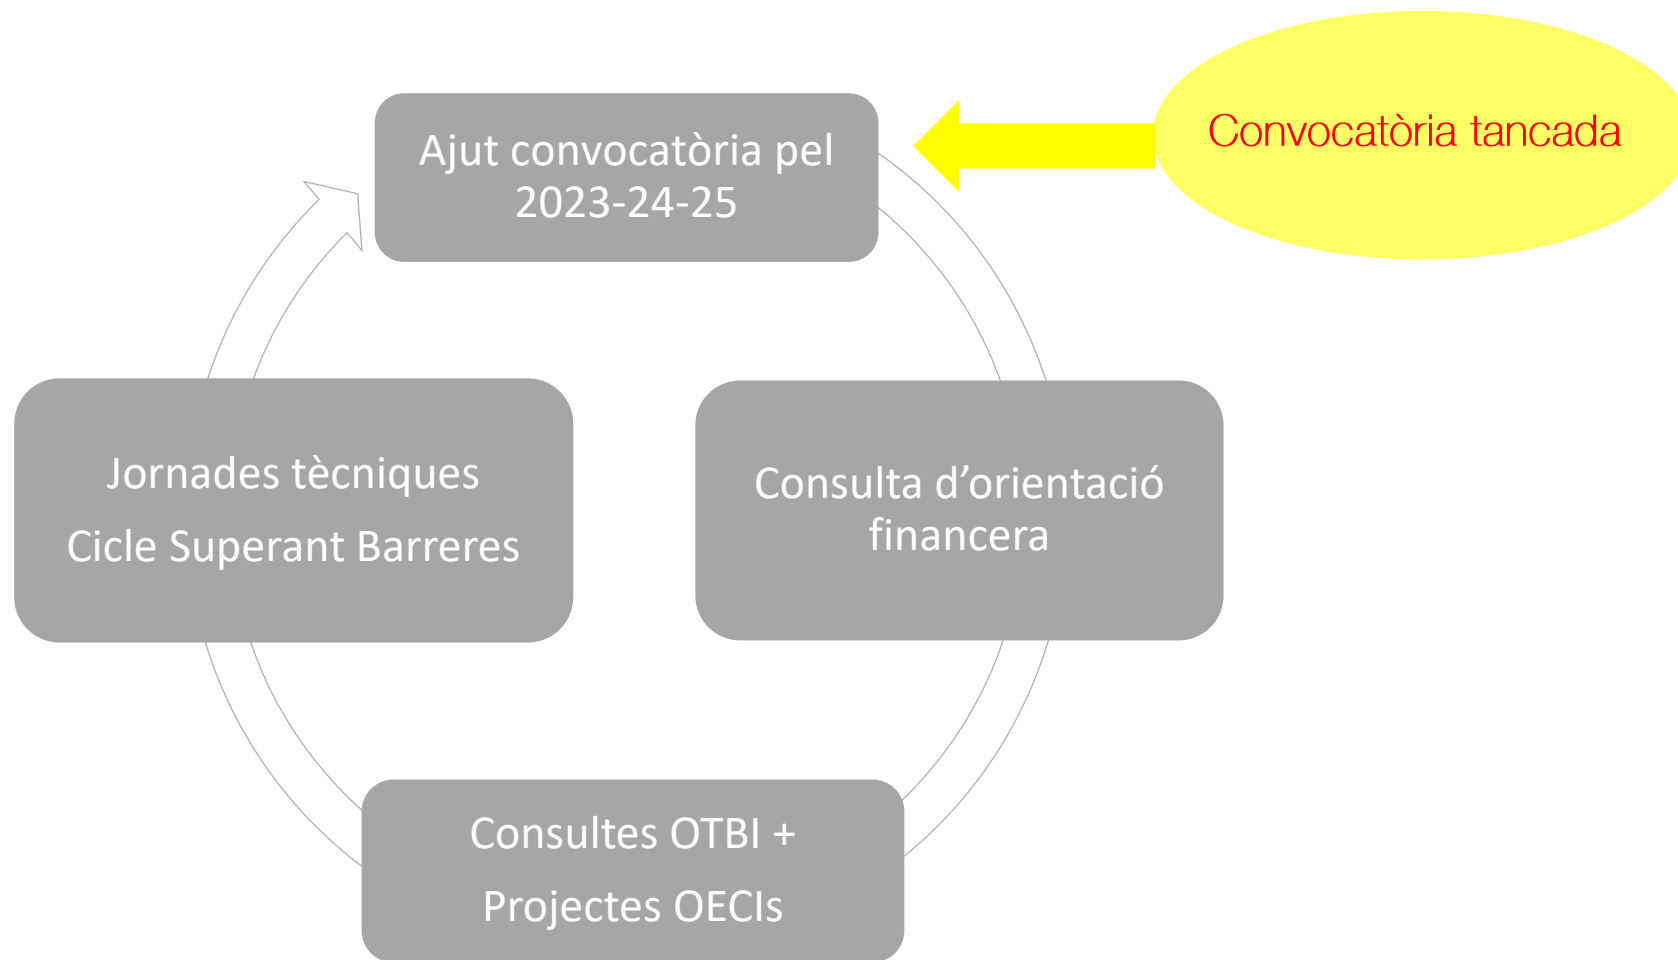 Ajut convocatòria pel
2023-24-25
Convocatòria tancada
Jornades tècniques
Cicle Superant Barreres
Consulta d’orientació
financera
Consultes OTBI +
Projectes OECIs